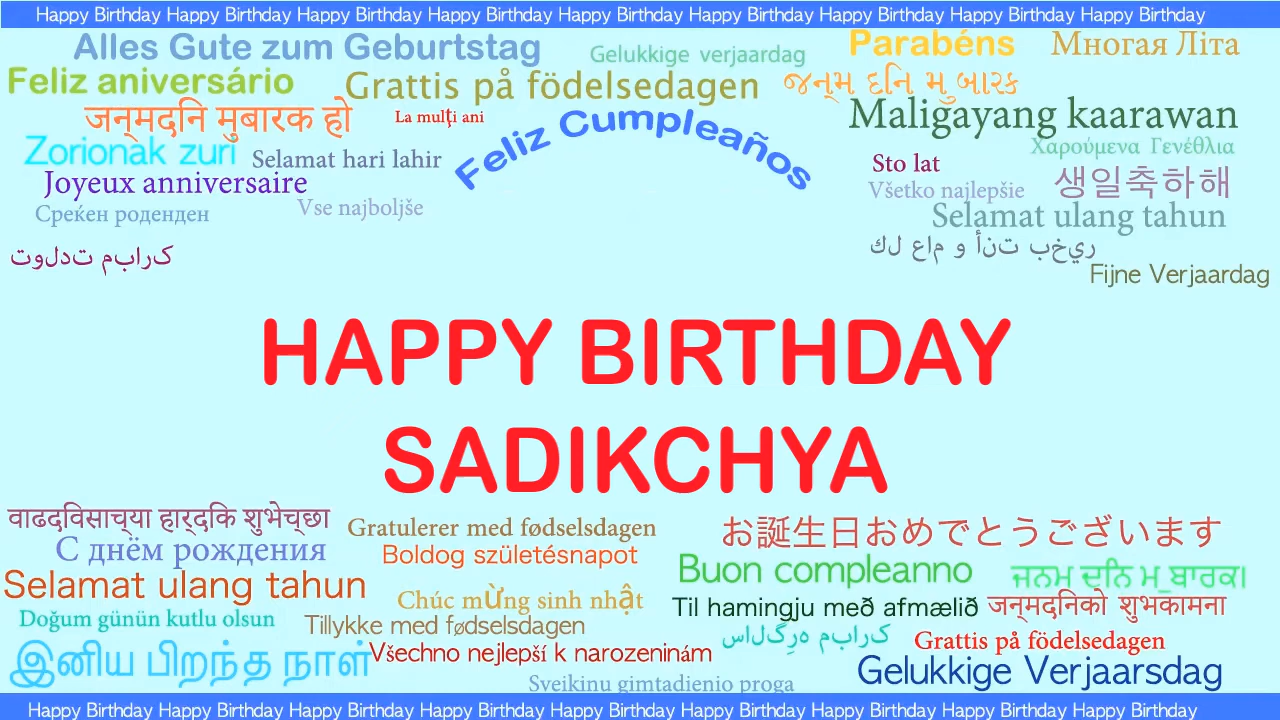 Happy Birthday Happy Birthday Happy Birthday Happy Birthday Happy Birthday Happy Birthday Happy Birthday Happy Birthday Happy Birthday
Alles Gute zum Geburtstag
Gelukkige verjaardag
Parabéns
Многая Літа
Feliz aniversário
Grattis på födelsedagen
જન્મ દિન મુબારક
जन्मदिन मुबारक हो
La mulţi ani
Feliz Cumpleaños
Maligayang kaarawan
Zorionak zuri
Selamat hari lahir
Χαρούμενα Γενέθλια
Sto lat
Joyeux anniversaire
Všetko najlepšie
생일축하해
Среќен роденден
Vse najboljše
Selamat ulang tahun
تولدت مبارک
كل عام و أنت بخير
Fijne Verjaardag
HAPPY BIRTHDAY
SADIKCHYA
वाढदिवसाच्या हार्दिक शुभेच्छा
Gratulerer med fødselsdagen
お誕生日おめでとうございます
С днём рождения
Boldog születésnapot
Buon compleanno
ਜਨਮ ਦਿਨ ਮੁਬਾਰਕ।
Selamat ulang tahun
Chúc mừng sinh nhật
Til hamingju með afmælið
जन्मदिनको शुभकामना
Doğum günün kutlu olsun
Tillykke med fødselsdagen
سالگرہ مبارک
Grattis på födelsedagen
இனிய பிறந்த நாள்
Všechno nejlepší k narozeninám
Gelukkige Verjaarsdag
Sveikinu gimtadienio proga
Happy Birthday Happy Birthday Happy Birthday Happy Birthday Happy Birthday Happy Birthday Happy Birthday Happy Birthday Happy Birthday